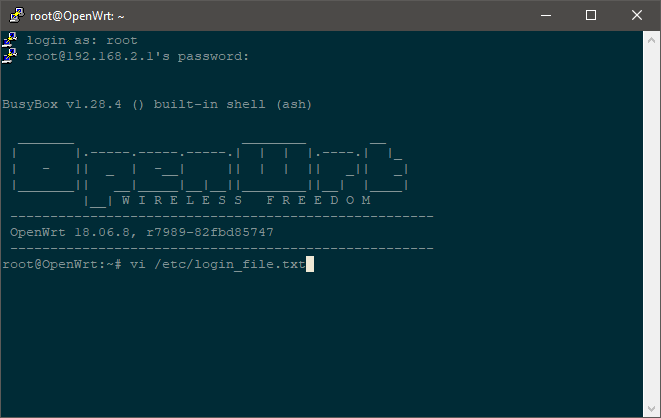 root@OpenWrt: ~
login as: root
root@192.168.2.1's password:
BusyBox v1.28.4 () built-in shell (ash)
OpenWrt
W I R E L E S S   F R E E D O M
-----------------------------------------------------
OpenWrt 18.06.8, r7989-82fbd85747
-----------------------------------------------------
root@OpenWrt:~# vi /etc/login_file.txt